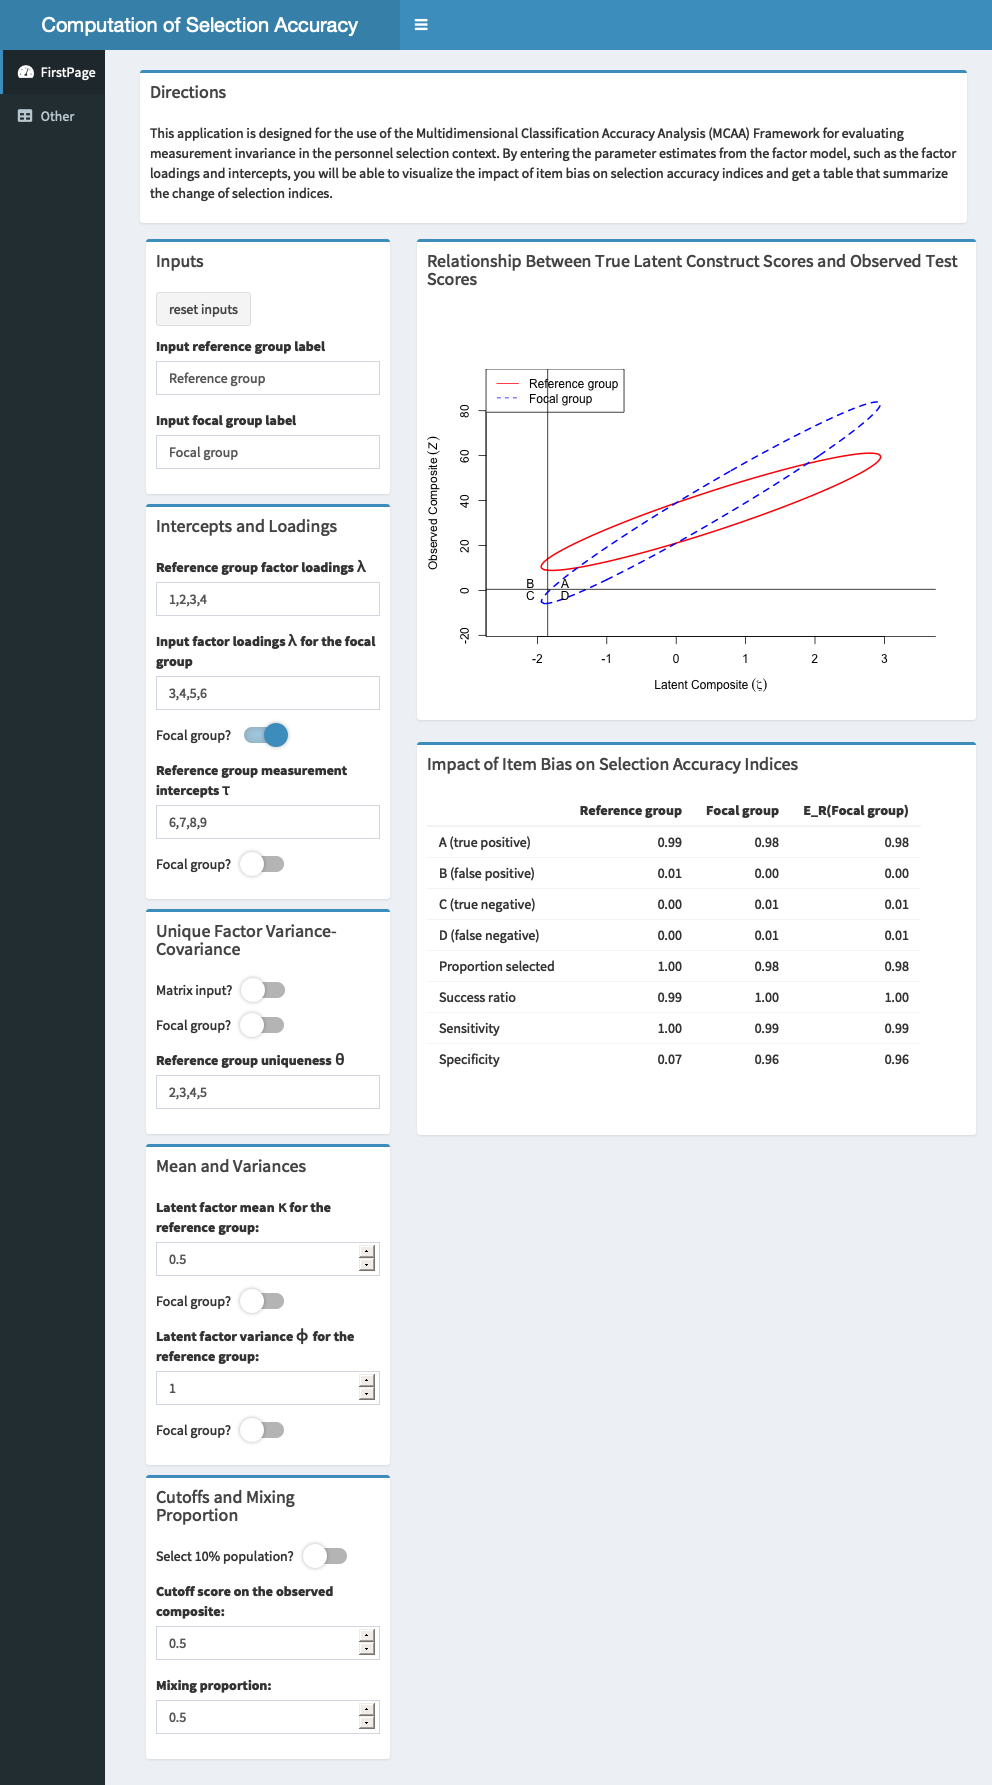 Computation of Selection Accuracy
FirstPage
Other
Directions
This application is designed for the use of the Multidimensional Classification Accuracy Analysis (MCAA) Framework for evaluating
measurement invariance in the personnel selection context. By entering the parameter estimates from the factor model, such as the factor
loadings and intercepts, you will be able to visualize the impact of item bias on selection accuracy indices and get a table that summarize
the change of selection indices.
Inputs
reset inputs
Input reference group label
Reference group
Input focal group label
Focal group
Intercepts and Loadings
Reference group factor loadings λ
1,2,3,4
Input factor loadings λ for the focal
group
3,4,5,6
Focal group?
Reference group measurement
intercepts τ
6,7,8,9
Focal group?
Unique Factor Variance-
Covariance
Matrix input?
Focal group?
Reference group uniqueness θ
2,3,4,5
Mean and Variances
Latent factor mean κ for the
reference group:
0.5
Focal group?
Latent factor variance ϕ for the
reference group:
1
Focal group?
Cutoffs and Mixing
Proportion
Select 10% population?
Cutoff score on the observed
composite:
0.5
Mixing proportion:
0.5
Relationship Between True Latent Construct Scores and Observed Test
Scores
Reference group
Focal group
Observed Composite (Z)
80
60
40
20
0
-20
B A
C D
-2 -1 0 1 2 3
Latent Composite (ζ)
Impact of Item Bias on Selection Accuracy Indices
Reference group Focal group E_R(Focal group)
A (true positive) 0.99 0.98 0.98
B (false positive) 0.01 0.00 0.00
C (true negative) 0.00 0.01 0.01
D (false negative) 0.00 0.01 0.01
Proportion selected 1.00 0.98 0.98
Success ratio 0.99 1.00 1.00
Sensitivity 1.00 0.99 0.99
Specificity 0.07 0.96 0.96